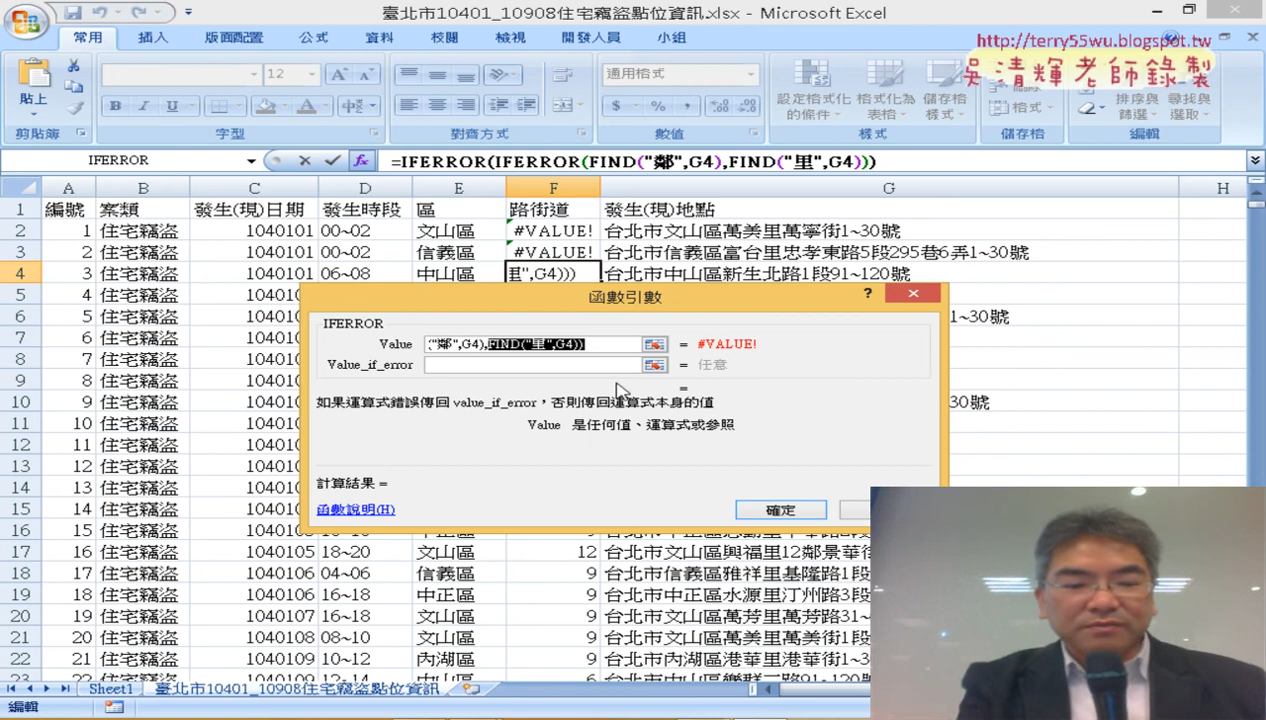 臺北市10401_10908住宅竊盜點位資訊.xlsx - Microsoft Excel
常用 插入 版面配置 公式 資料 校閱 檢視 開發人員 小組
http://terry55wu.blogspot.tw
吳清輝老師錄製
貼上 12 通用格式 設定格式化的條件 格式化為表格 儲存格樣式 格式 排序與篩選 尋找與選取
剪貼簿 字型 對齊方式 數值 樣式 儲存格 編輯
IFERROR =IFERROR(IFERROR(FIND("鄰",G4),FIND("里",G4)))
A B C D E F G H
1 編號 案類 發生(現)日期 發生時段 區 路街道 發生(現)地點
2 1 住宅竊盜 1040101 00~02 文山區 #VALUE! 台北市文山區萬美里萬寧街1~30號
3 2 住宅竊盜 1040101 00~02 信義區 #VALUE! 台北市信義區富台里忠孝東路5段295巷6弄1~30號
4 3 住宅竊盜 1040101 06~08 中山區 里",G4))) 台北市中山區新生北路1段91~120號
5 4 住宅竊盜 10401
6 5 住宅竊盜 10401 1~30號
7 6 住宅竊盜 10401
8 7 住宅竊盜 10401
9 8 住宅竊盜 10401
10 9 住宅竊盜 10401 30號
11 10 住宅竊盜 10401
12 11 住宅竊盜 10401
13 12 住宅竊盜 10401
14 13 住宅竊盜 10401
15 14 住宅竊盜 10401
16 15 住宅竊盜
17 16 住宅竊盜 1040105 18~20 文山區 12 台北市文山區興福里12鄰景華街
18 17 住宅竊盜 1040106 04~06 信義區 9 台北市信義區雅祥里基隆路1段
19 18 住宅竊盜 1040106 16~18 中正區 9 台北市中正區水源里汀州路3段
20 19 住宅竊盜 1040107 16~18 文山區 9 台北市文山區萬芳里萬芳路31~
21 20 住宅竊盜 1040108 08~10 文山區 9 台北市文山區萬美里萬美街1段
22 21 住宅竊盜 1040109 10~12 內湖區 9 台北市內湖區港華里港華街1~3
函數引數
IFERROR
Value ("鄰",G4),FIND("里",G4)) = #VALUE!
Value_if_error = 任意
=
如果運算式錯誤傳回 value_if_error，否則傳回運算式本身的值
Value 是任何值、運算式或參照
計算結果 =
函數說明(H) 確定
Sheet1 臺北市10401_10908住宅竊盜點位資訊
編輯